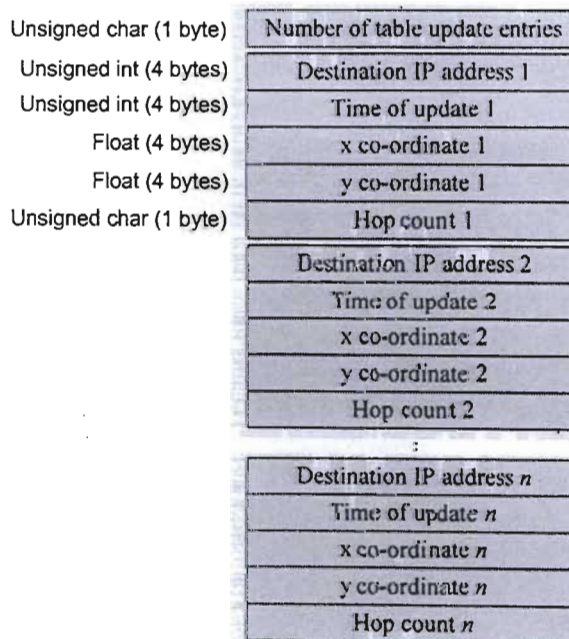 Unsigned char (1 byte) Number of table update entries
Unsigned int (4 bytes) Destination IP address 1
Unsigned int (4 bytes) Time of update 1
Float (4 bytes) x co-ordinate 1
Float (4 bytes) y co-ordinate 1
Unsigned char (1 byte) Hop count 1
Destination IP address 2
Time of update 2
x co-ordinate 2
y co-ordinate 2
Hop count 2
:
Destination IP address n
Time of update n
x co-ordinate n
y co-ordinate n
Hop count n